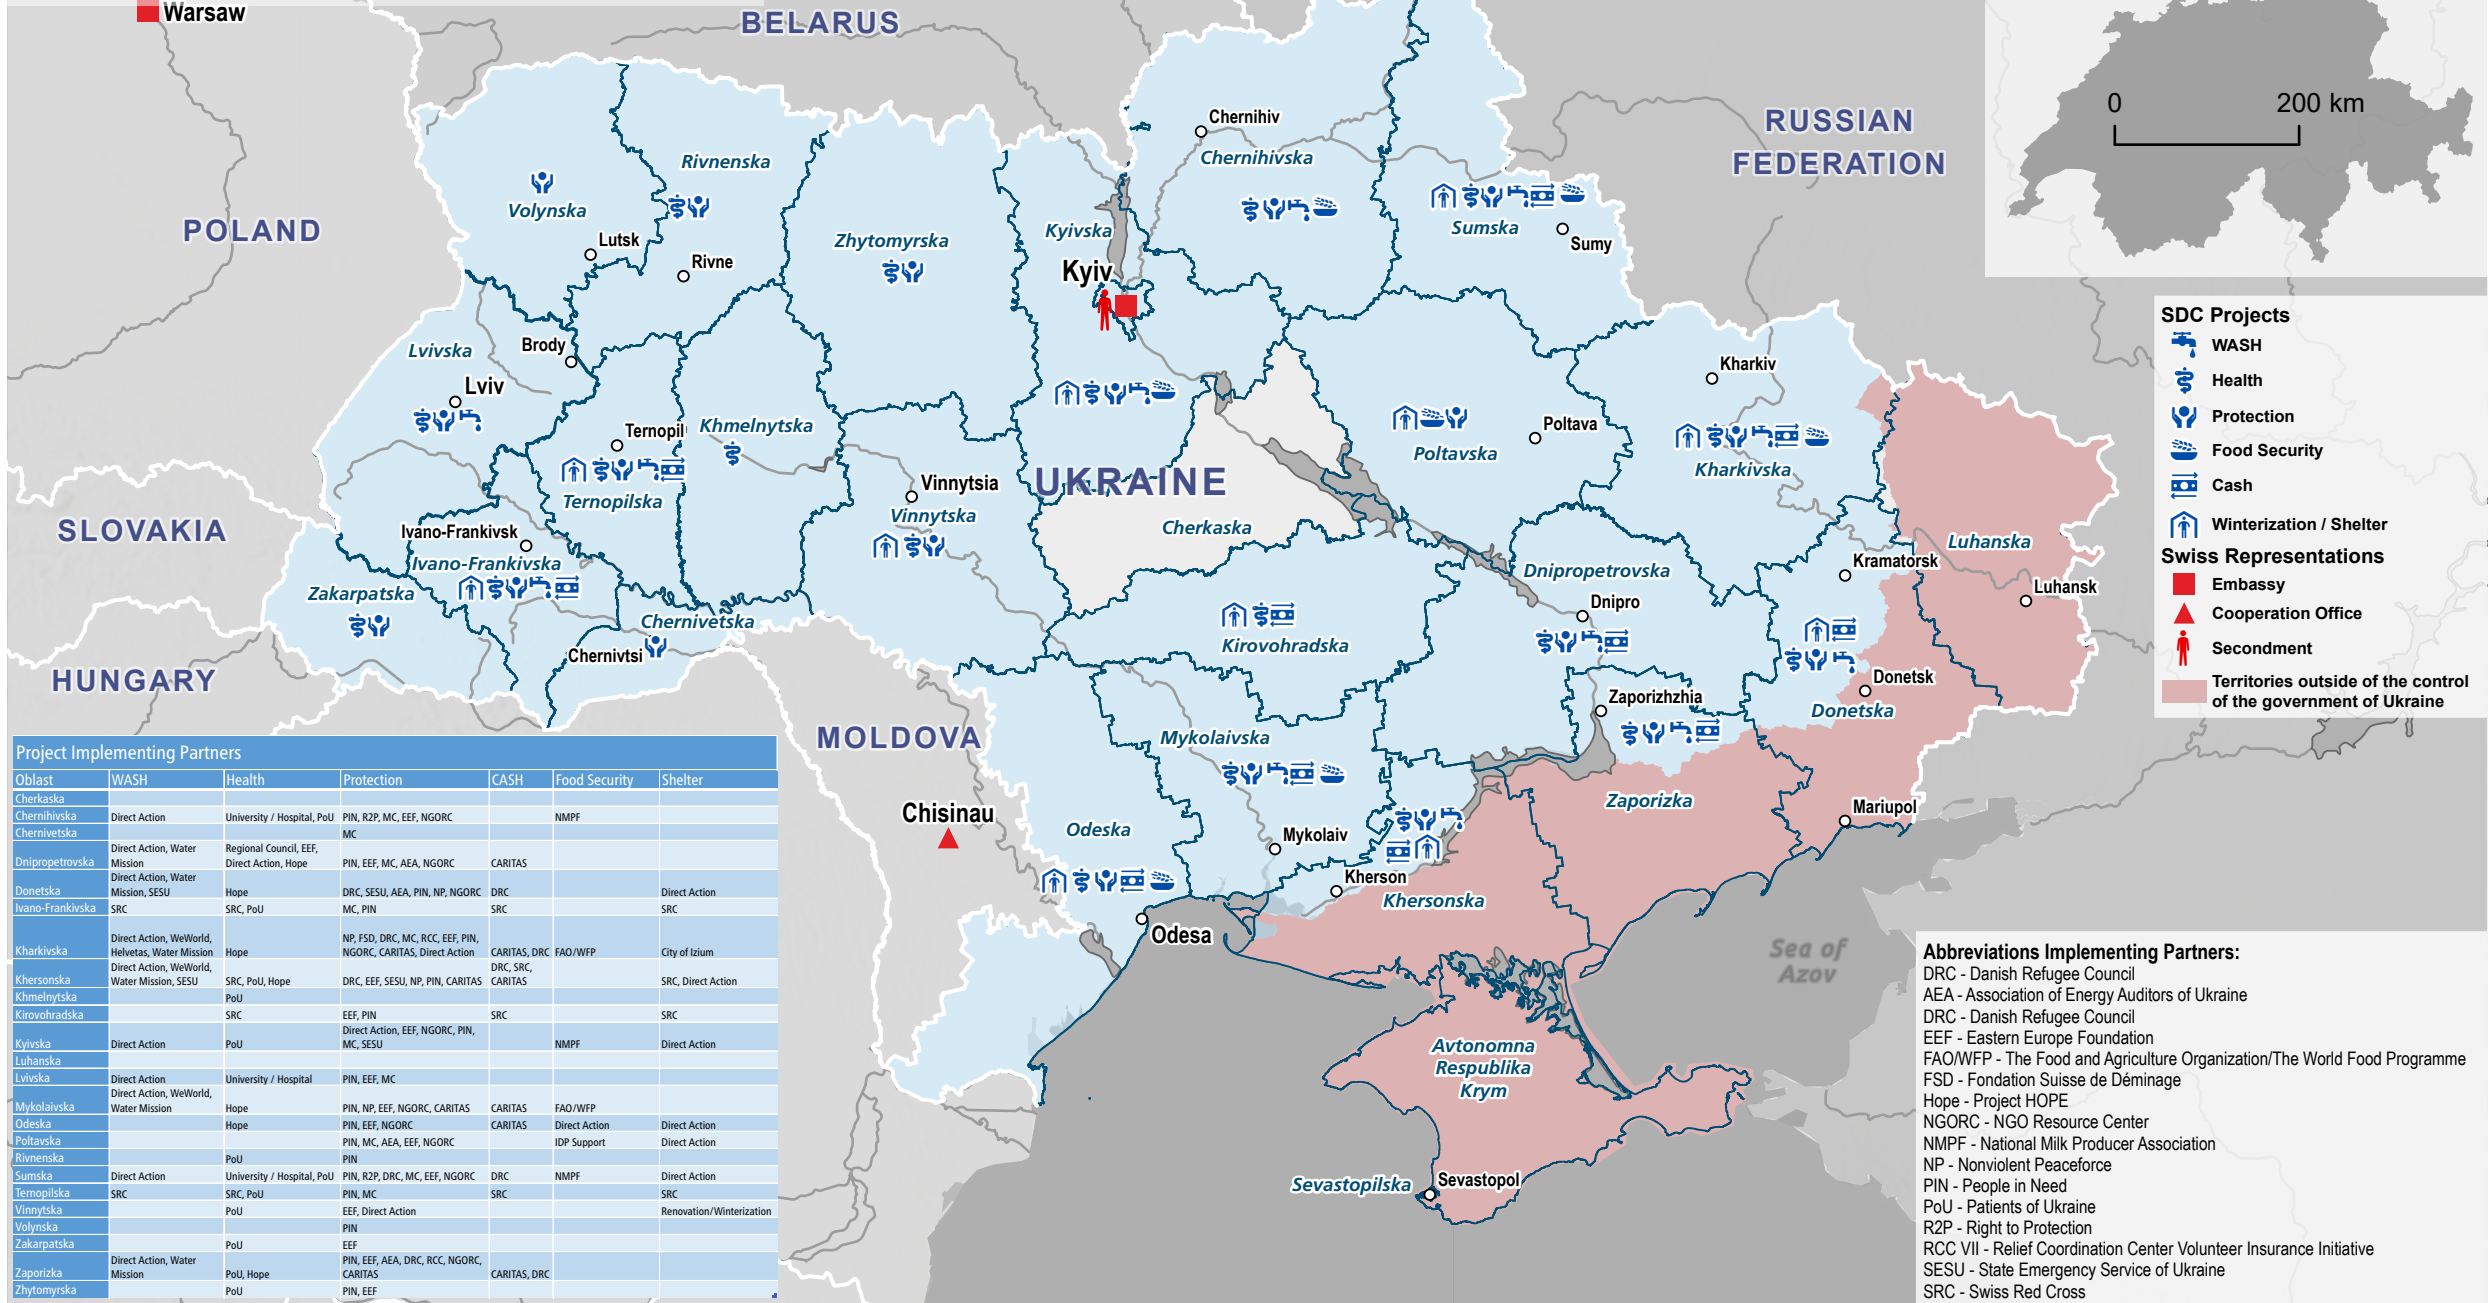 Warsaw
BELARUS
RUSSIAN
FEDERATION
0 200 km
POLAND
SLOVAKIA
HUNGARY
MOLDOVA
UKRAINE
Chernihiv
Chernihivska
Rivnenska
Volynska
Lutsk
Rivne
Zhytomyrska
Kyivska
Kyiv
Sumska
Sumy
Lvivska
Brody
Lviv
Ternopil
Ternopilska
Khmelnytska
Vinnytsia
Vinnytska
Cherkaska
Poltava
Poltavska
Kharkiv
Kharkivska
Ivano-Frankivsk
Ivano-Frankivska
Zakarpatska
Chernivetska
Chernivtsi
Kirovohradska
Dnipropetrovska
Dnipro
Kramatorsk
Luhanska
Luhansk
Donetsk
Donetska
Zaporizhzhia
Zaporizka
Mariupol
Mykolaivska
Mykolaiv
Chisinau
Odeska
Odesa
Kherson
Khersonska
Sea of
Azov
Avtonomna
Respublika
Krym
Sevastopilska
Sevastopol
SDC Projects
WASH
Health
Protection
Food Security
Cash
Winterization / Shelter
Swiss Representations
Embassy
Cooperation Office
Secondment
Territories outside of the control
of the government of Ukraine
Project Implementing Partners
Oblast WASH Health Protection CASH Food Security Shelter
Cherkaska
Chernihivska Direct Action University / Hospital, PoU PIN, R2P, MC, EEF, NGORC NMPF
Chernivetska MC
Direct Action, Water Regional Council, EEF,
Dnipropetrovska Mission Direct Action, Hope PIN, EEF, MC, AEA, NGORC CARITAS
Direct Action, Water
Donetska Mission, SESU Hope DRC, SESU, AEA, PIN, NP, NGORC DRC Direct Action
Ivano-Frankivska SRC SRC, PoU MC, PIN SRC SRC
Direct Action, WeWorld, NP, FSD, DRC, MC, RCC, EEF, PIN,
Kharkivska Helvetas, Water Mission Hope NGORC, CARITAS, Direct Action CARITAS, DRC FAO/WFP City of Izium
Direct Action, WeWorld, DRC, SRC,
Khersonska Water Mission, SESU SRC, PoU, Hope DRC, EEF, SESU, NP, PIN, CARITAS CARITAS SRC, Direct Action
Khmelnytska PoU
Kirovohradska SRC EEF, PIN SRC SRC
Direct Action, EEF, NGORC, PIN,
Kyivska Direct Action PoU MC, SESU NMPF Direct Action
Luhanska
Lvivska Direct Action University / Hospital PIN, EEF, MC
Direct Action, WeWorld,
Mykolaivska Water Mission Hope PIN, NP, EEF, NGORC, CARITAS CARITAS FAO/WFP
Odeska Hope PIN, EEF, NGORC CARITAS Direct Action Direct Action
Poltavska PIN, MC, AEA, EEF, NGORC IDP Support Direct Action
Rivnenska PoU PIN
Sumska Direct Action University / Hospital, PoU PIN, R2P, DRC, MC, EEF, NGORC DRC NMPF Direct Action
Ternopilska SRC SRC, PoU PIN, MC SRC SRC
Vinnytska PoU EEF, Direct Action Renovation/Winterization
Volynska PIN
Zakarpatska PoU EEF
Direct Action, Water PIN, EEF, AEA, DRC, RCC, NGORC,
Zaporizka Mission PoU, Hope CARITAS CARITAS, DRC
Zhytomyrska PoU PIN, EEF
Abbreviations Implementing Partners:
DRC - Danish Refugee Council
AEA - Association of Energy Auditors of Ukraine
DRC - Danish Refugee Council
EEF - Eastern Europe Foundation
FAO/WFP - The Food and Agriculture Organization/The World Food Programme
FSD - Fondation Suisse de Déminage
Hope - Project HOPE
NGORC - NGO Resource Center
NMPF - National Milk Producer Association
NP - Nonviolent Peaceforce
PIN - People in Need
PoU - Patients of Ukraine
R2P - Right to Protection
RCC VII - Relief Coordination Center Volunteer Insurance Initiative
SESU - State Emergency Service of Ukraine
SRC - Swiss Red Cross